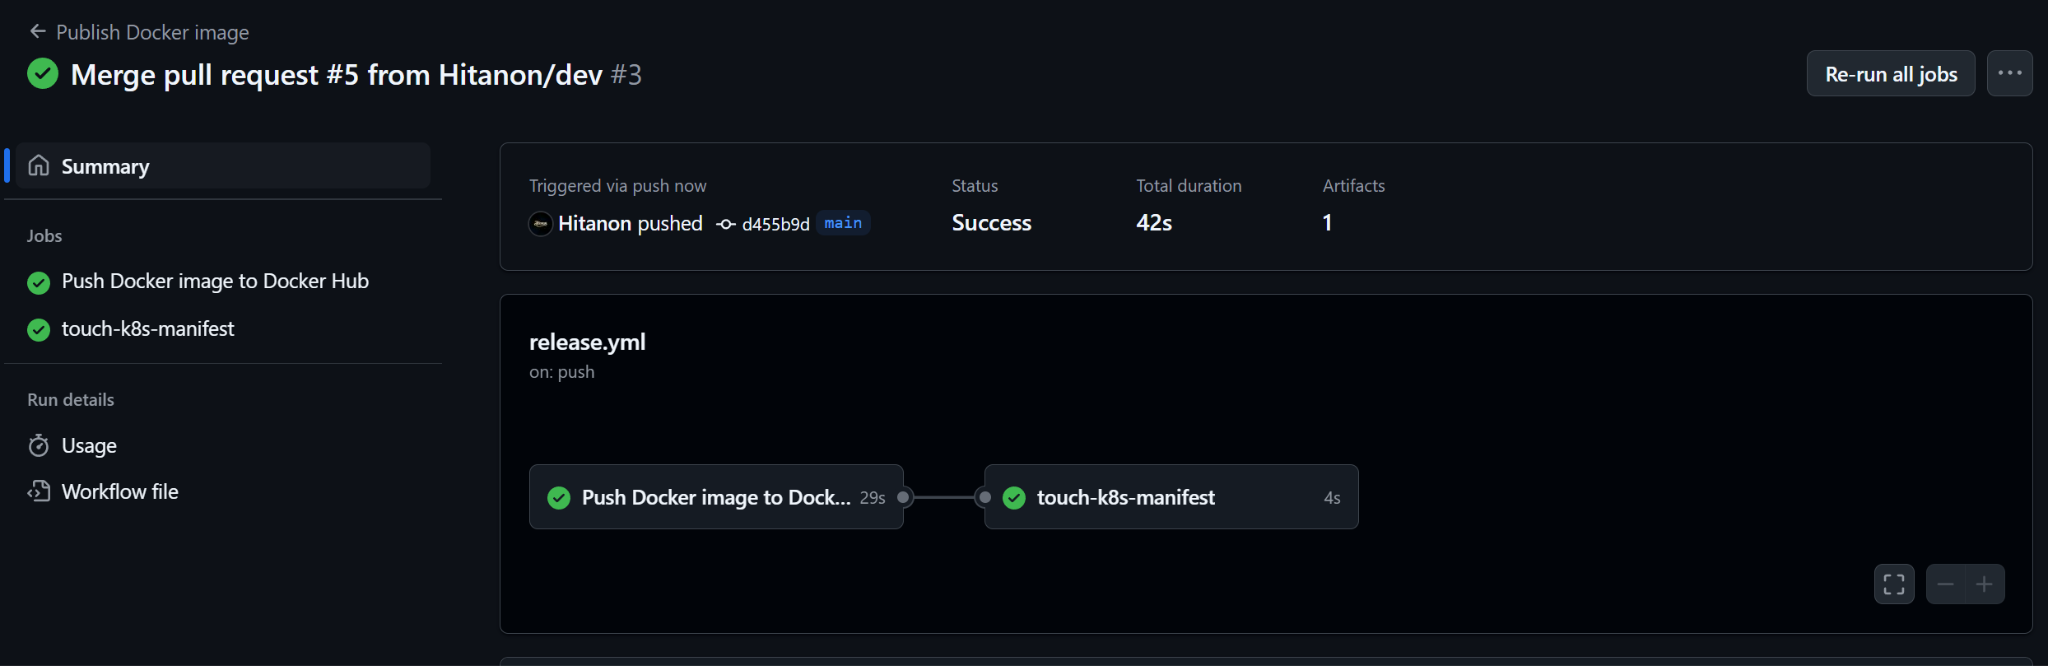 Publish Docker image
Merge pull request #5 from Hitanon/dev #3
Re-run all jobs
Summary
Jobs
Push Docker image to Docker Hub
touch-k8s-manifest
Run details
Usage
Workflow file
Triggered via push now
Hitanon pushed d455b9d main
Status
Success
Total duration
42s
Artifacts
1
release.yml
on: push
Push Docker image to Dock... 29s
touch-k8s-manifest 4s